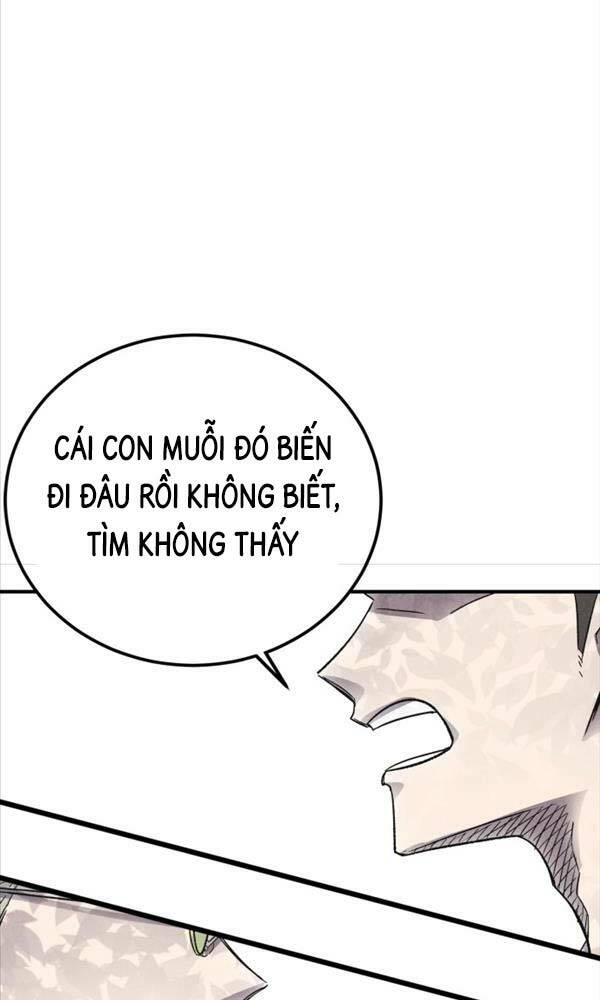 CÁI CON MUỖI ĐÓ BIẾN
ĐI ĐÂU RỒI KHÔNG BIẾT,
TÌM KHÔNG THẤY